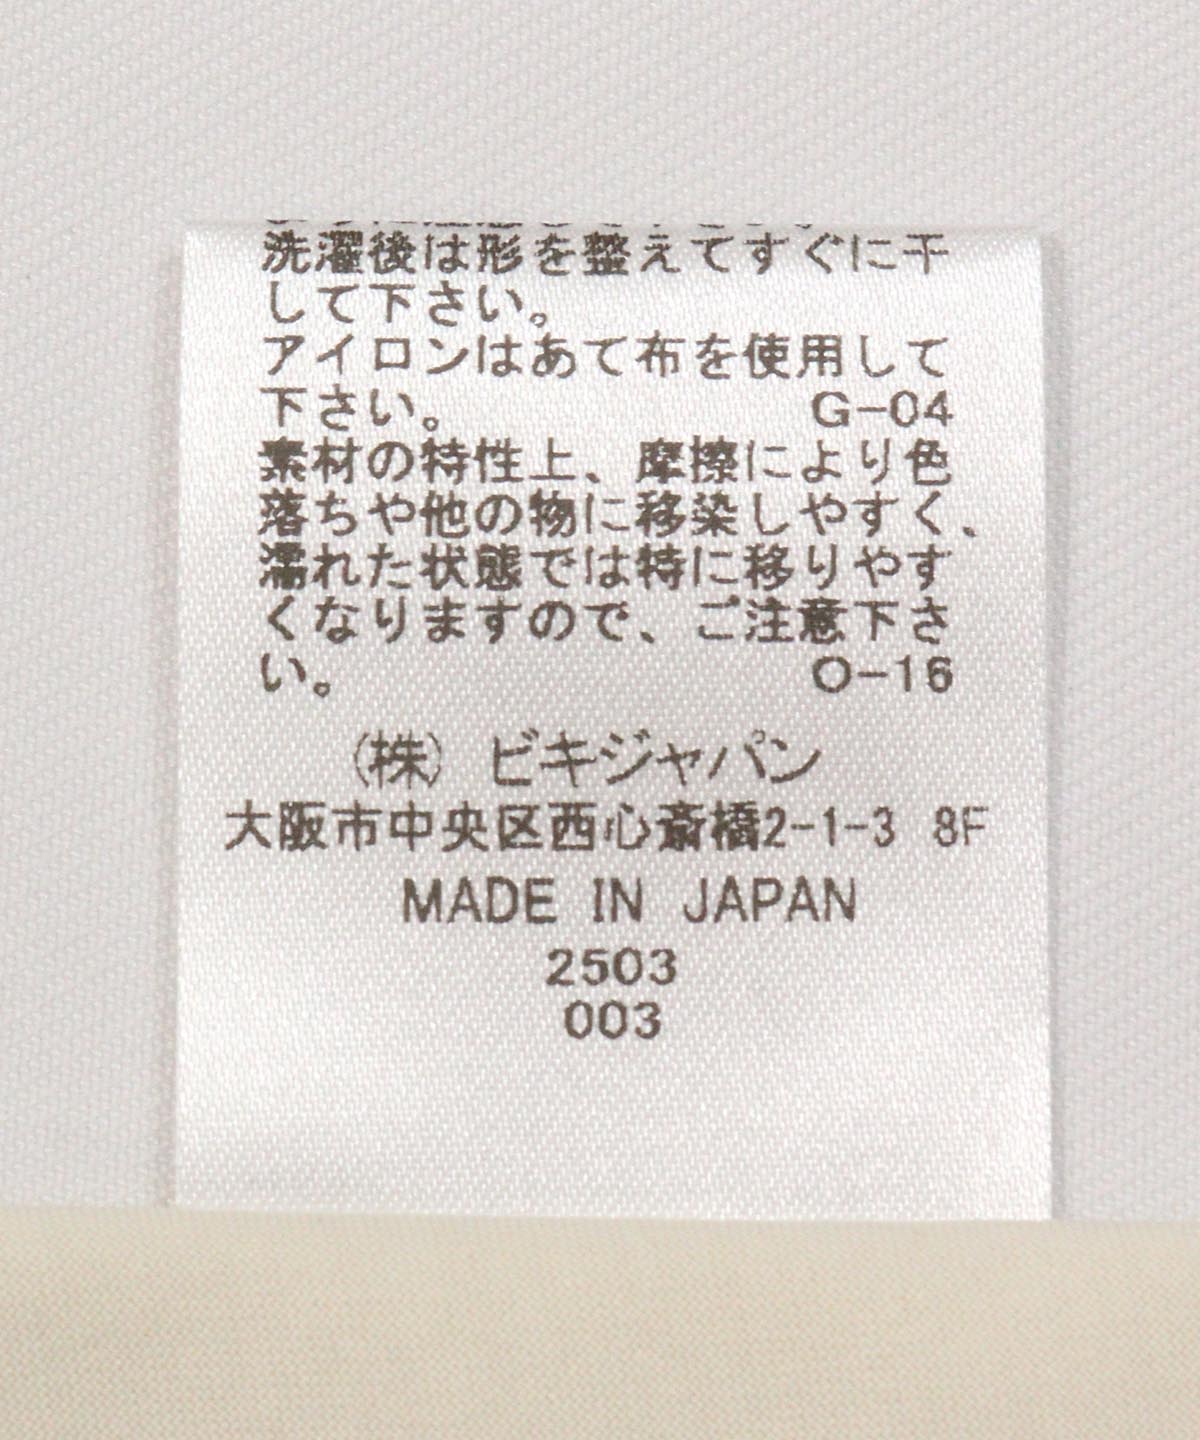 洗濯後は形を整えてすぐに干
して下さい。
アイロンはあて布を使用して
下さい。 G-04
素材の特性上、摩擦により色
落ちや他の物に移染しやすく、
濡れた状態では特に移りやす
くなりますので、ご注意下さ
い。 O-16
(株) ビキジャパン
大阪市中央区西心斎橋2-1-3 8F
MADE IN JAPAN
2503
003